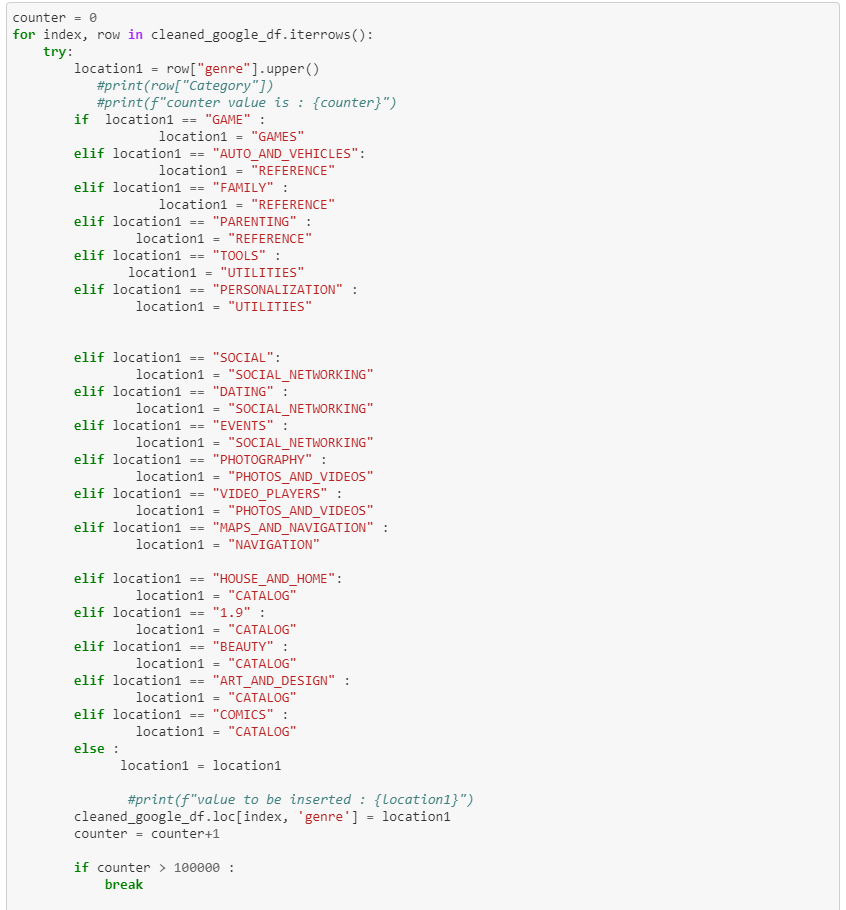 counter = 0
for index, row in cleaned_google_df.iterrows():
    try:
        location1 = row["genre"].upper()
           #print(row["Category"])
           #print(f"counter value is : {counter}")
        if  location1 == "GAME" :
                   location1 = "GAMES"
        elif location1 == "AUTO_AND_VEHICLES":
                   location1 = "REFERENCE"
        elif location1 == "FAMILY" :
                   location1 = "REFERENCE"
        elif location1 == "PARENTING" :
                location1 = "REFERENCE"
        elif location1 == "TOOLS" :
               location1 = "UTILITIES"
        elif location1 == "PERSONALIZATION" :
                location1 = "UTILITIES"
        elif location1 == "SOCIAL":
                location1 = "SOCIAL_NETWORKING"
        elif location1 == "DATING" :
                location1 = "SOCIAL_NETWORKING"
        elif location1 == "EVENTS" :
                location1 = "SOCIAL_NETWORKING"
        elif location1 == "PHOTOGRAPHY" :
                location1 = "PHOTOS_AND_VIDEOS"
        elif location1 == "VIDEO_PLAYERS" :
                location1 = "PHOTOS_AND_VIDEOS"
        elif location1 == "MAPS_AND_NAVIGATION" :
                location1 = "NAVIGATION"
        elif location1 == "HOUSE_AND_HOME":
                location1 = "CATALOG"
        elif location1 == "1.9" :
                location1 = "CATALOG"
        elif location1 == "BEAUTY" :
                location1 = "CATALOG"
        elif location1 == "ART_AND_DESIGN" :
                location1 = "CATALOG"
        elif location1 == "COMICS" :
                location1 = "CATALOG"
        else :
              location1 = location1
               #print(f"value to be inserted : {location1}")
        cleaned_google_df.loc[index, 'genre'] = location1
        counter = counter+1
        if counter > 100000 :
            break